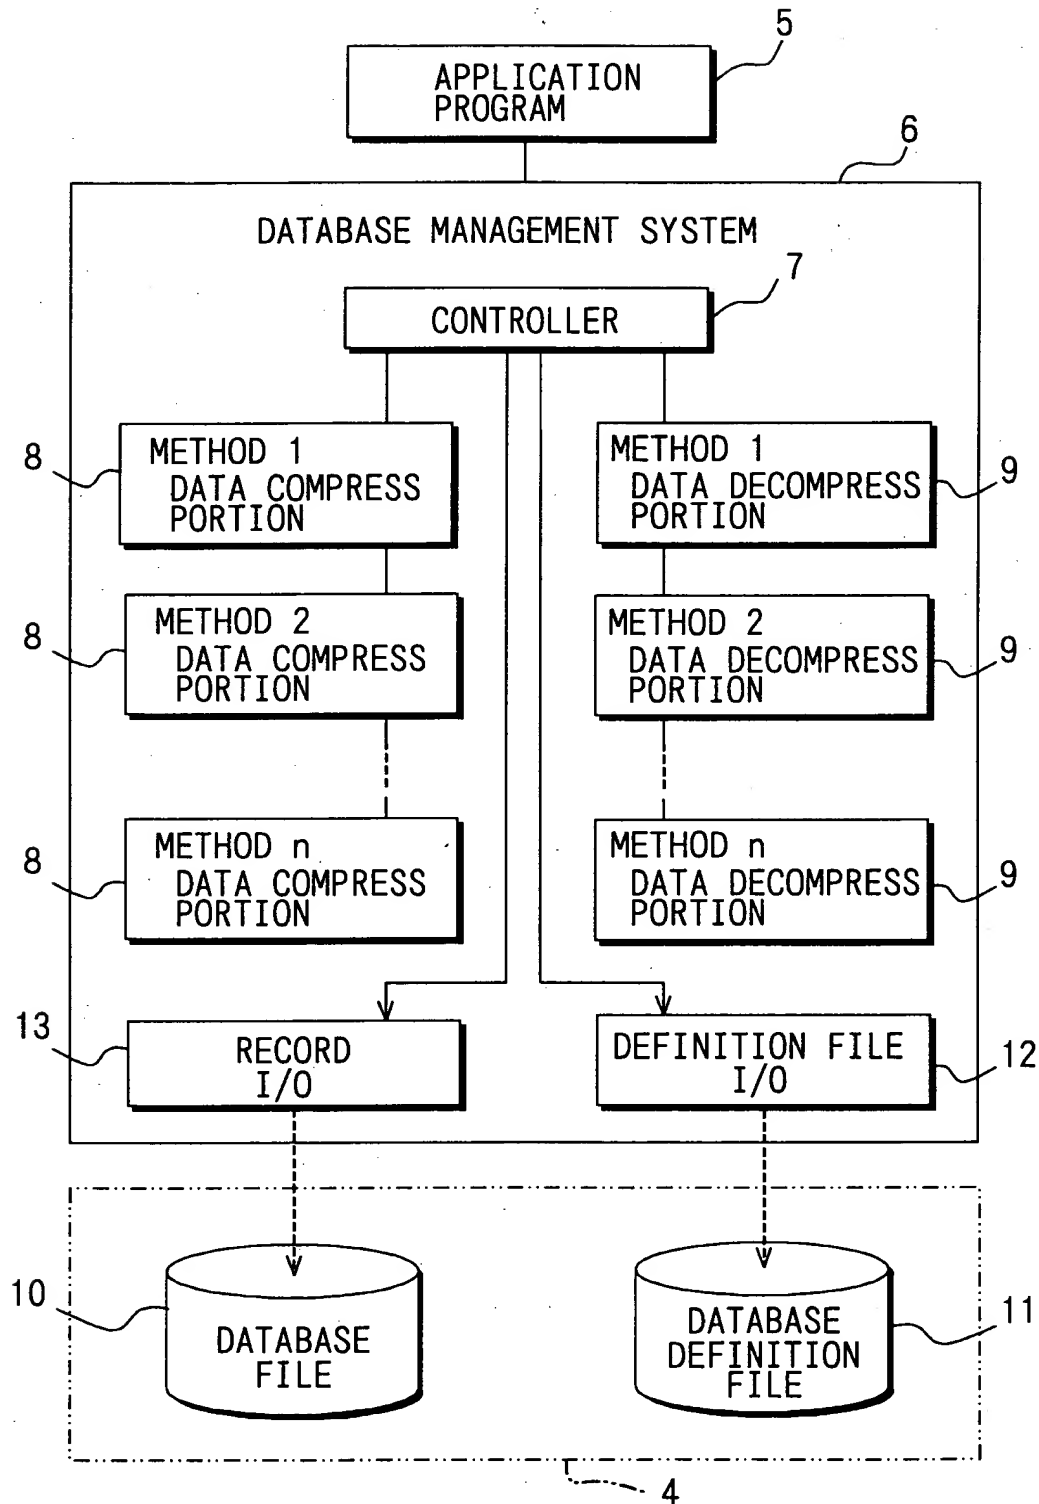 5
APPLICATION
PROGRAM
6
DATABASE MANAGEMENT SYSTEM
7
CONTROLLER
8
METHOD 1
DATA COMPRESS
PORTION
METHOD 1
DATA DECOMPRESS
PORTION
9
8
METHOD 2
DATA COMPRESS
PORTION
METHOD 2
DATA DECOMPRESS
PORTION
9
8
METHOD n
DATA COMPRESS
PORTION
METHOD n
DATA DECOMPRESS
PORTION
9
13
RECORD
I/O
DEFINITION FILE
I/O
12
10
DATABASE
FILE
DATABASE
DEFINITION
FILE
11
4